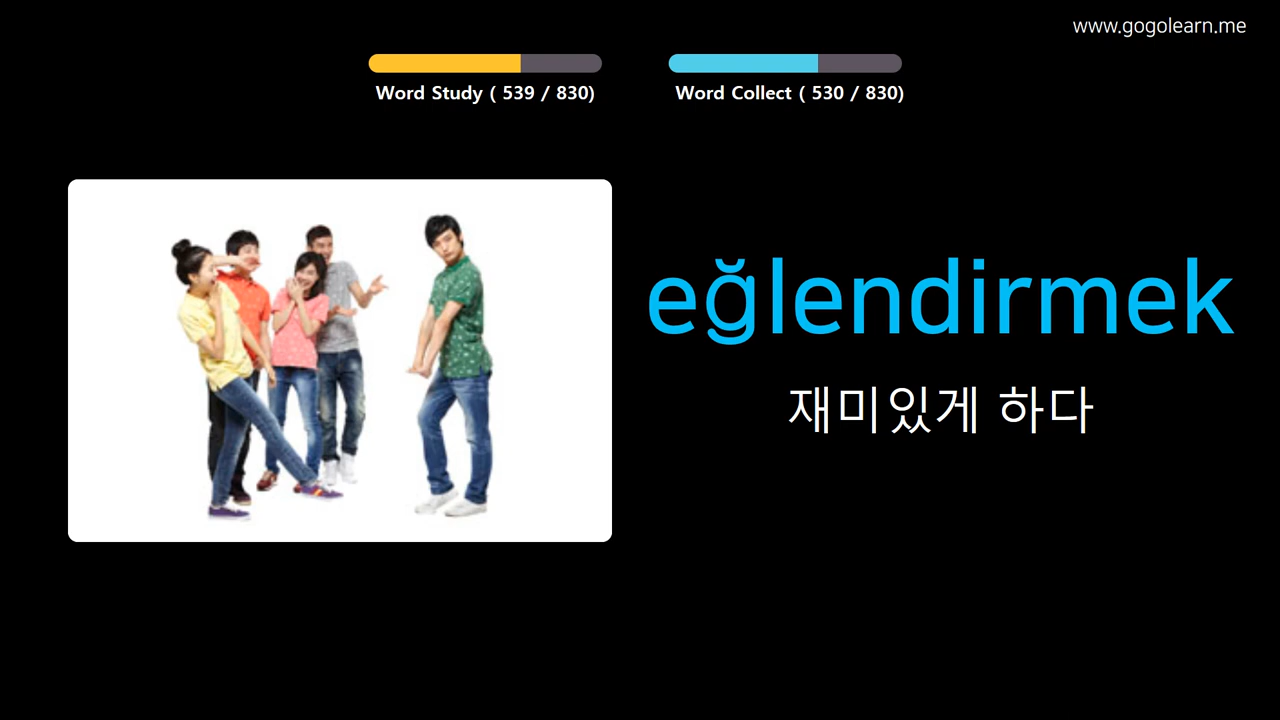 www.gogolearn.me
Word Study ( 539 / 830)
Word Collect ( 530 / 830)
eğlendirmek
재미있게 하다